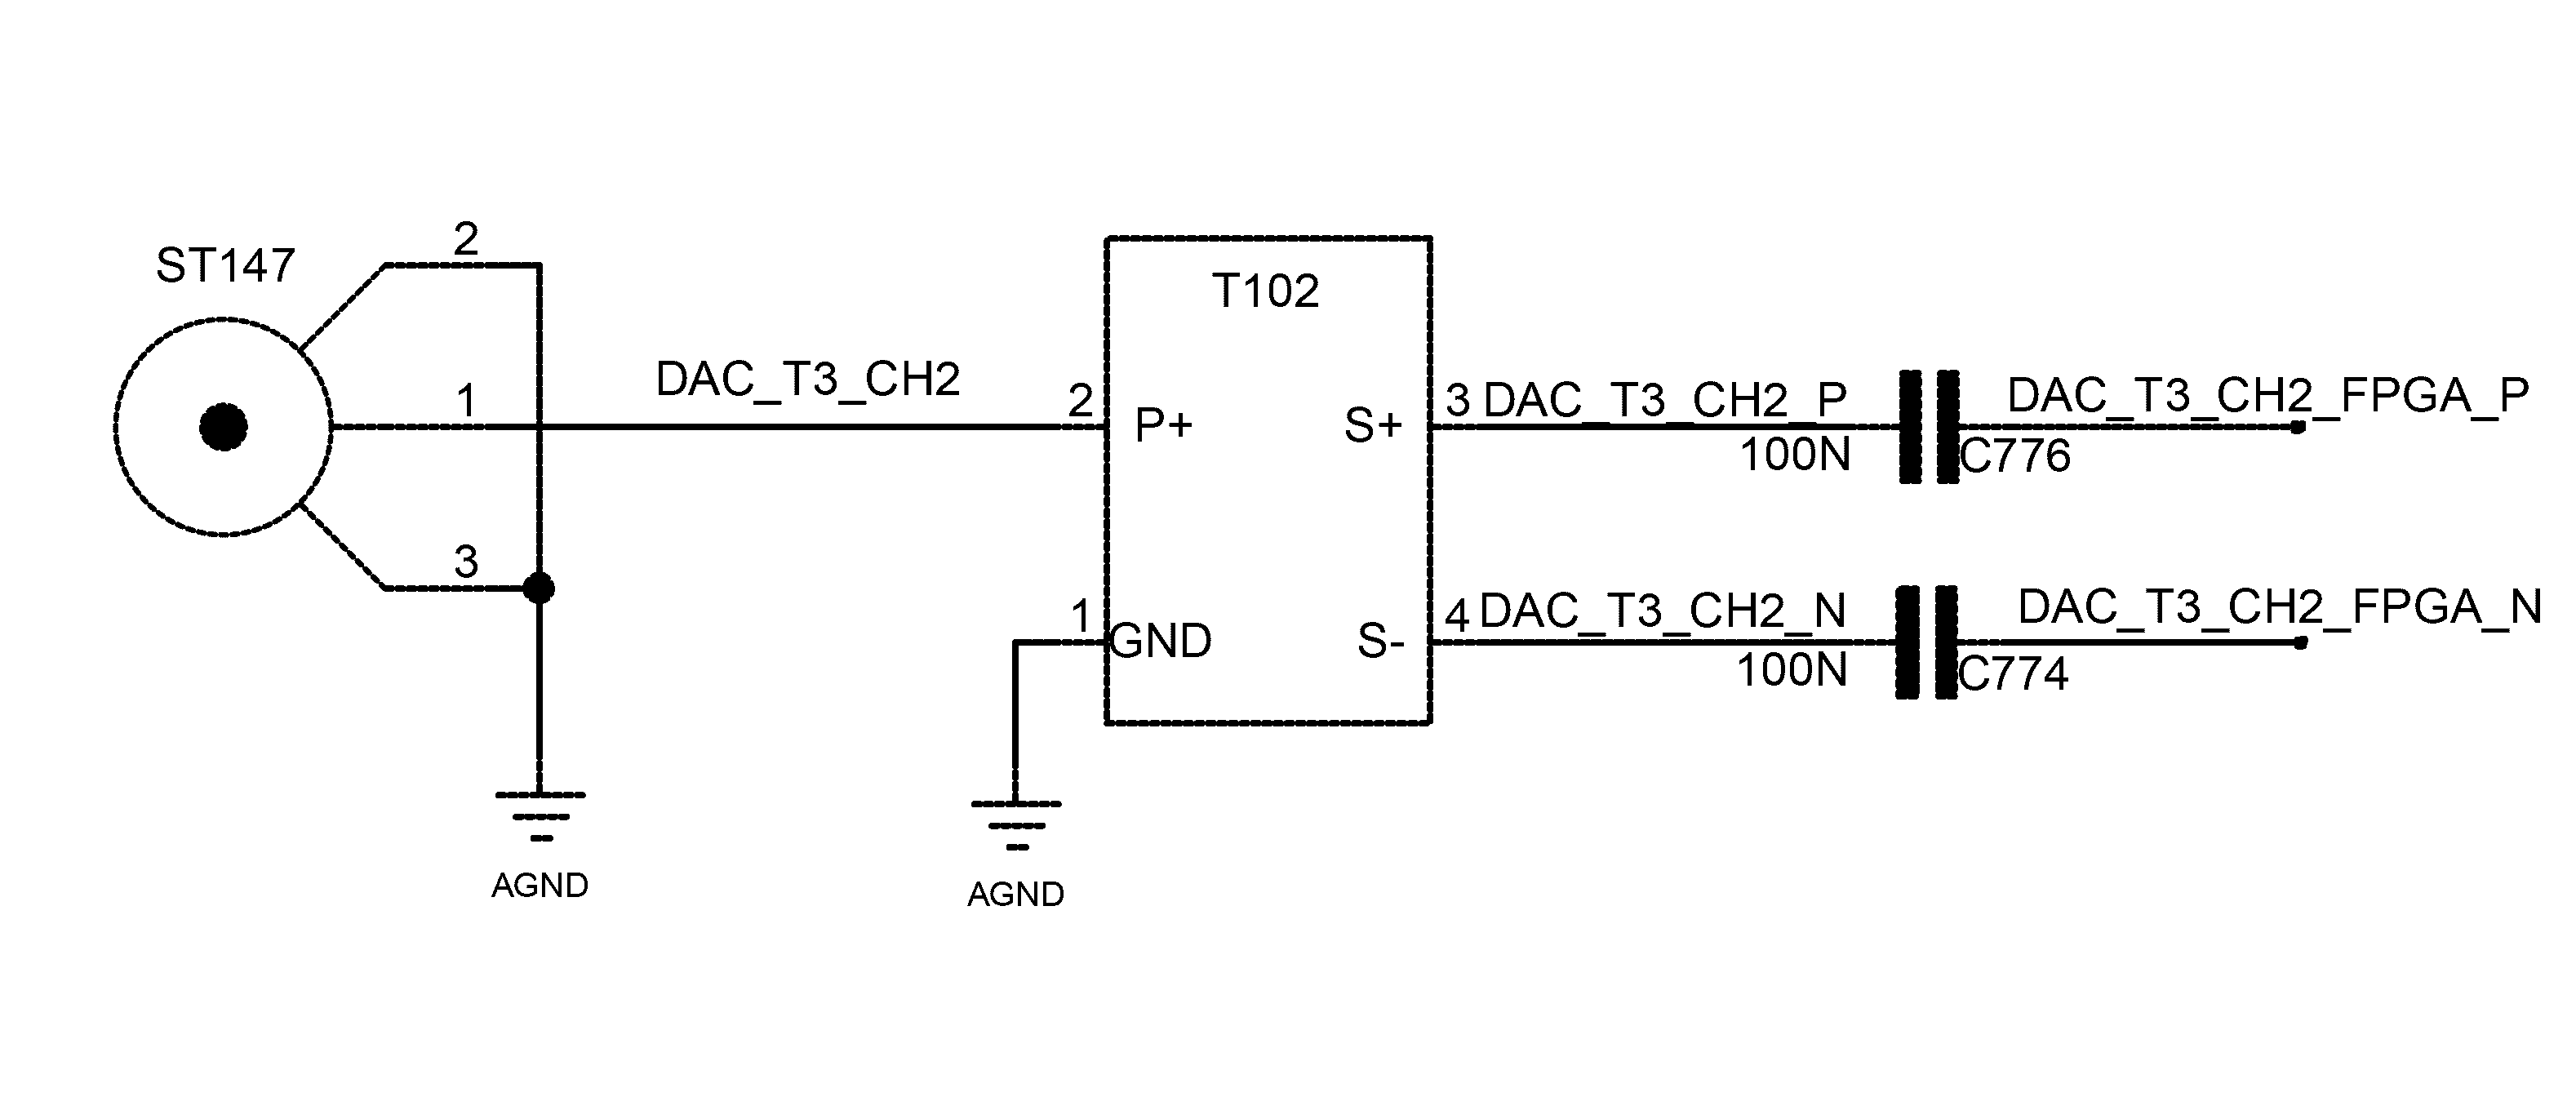 ST147
2
1
3
AGND
DAC_T3_CH2
2
1
AGND
T102
P+
S+
GND
S-
3
DAC_T3_CH2_P
100N
C776
DAC_T3_CH2_FPGA_P
4
DAC_T3_CH2_N
100N
C774
DAC_T3_CH2_FPGA_N